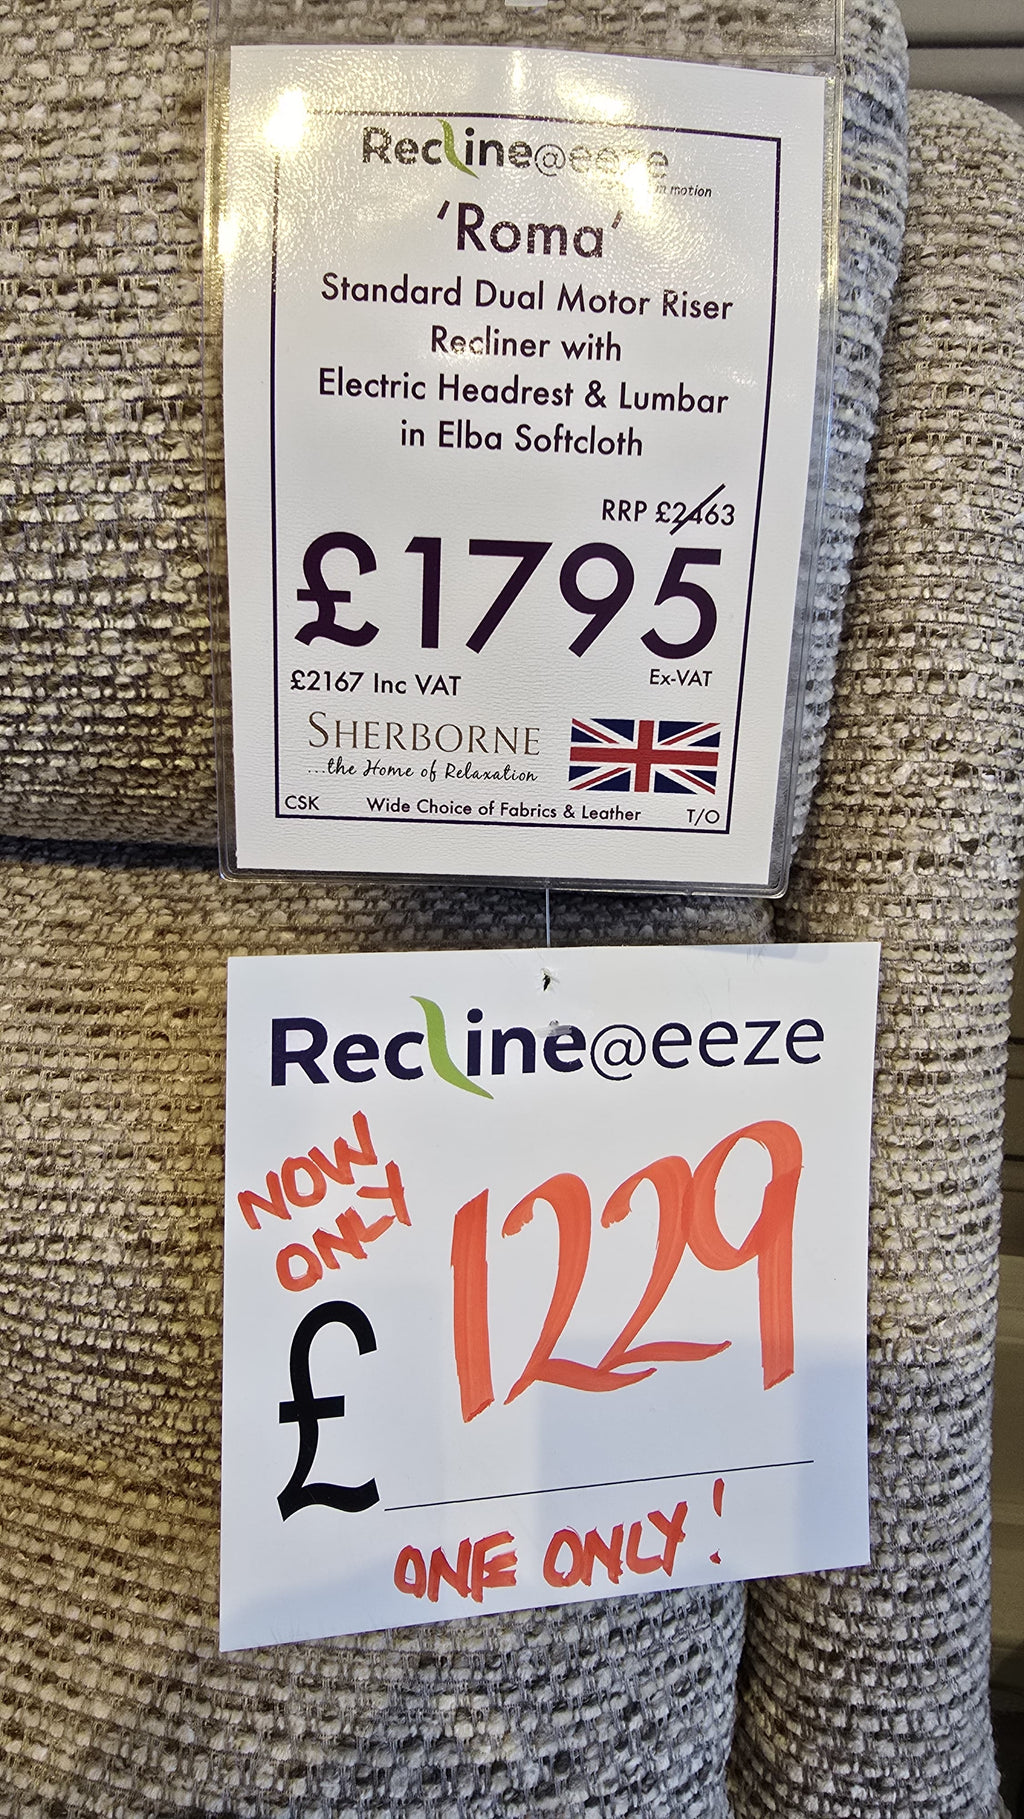 Recline@eeze
in motion
'Roma'
Standard Dual Motor Riser
Recliner with
Electric Headrest & Lumbar
in Elba Softcloth
RRP £2463
£1795
£2167 Inc VAT
Ex-VAT
SHERBORNE
...the Home of Relaxation
CSK
Wide Choice of Fabrics & Leather
T/O
Recline@eeze
NOW
ONLY
£
1229
ONE ONLY!